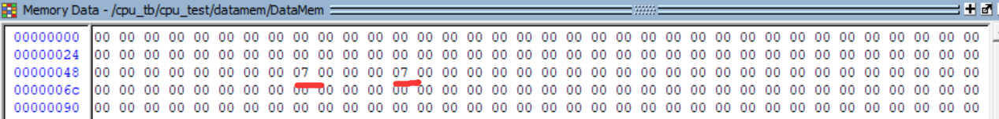 Memory Data - /cpu_tb/cpu_test/datamem/DataMem
00000000 00 00 00 00 00 00 00 00 00 00 00 00 00 00 00 00 00 00 00 00 00 00 00 00 00 00 00 00 00 00 00 00 00 00 00 00
00000024 00 00 00 00 00 00 00 00 00 00 00 00 00 00 00 00 00 00 00 00 00 00 00 00 00 00 00 00 00 00 00 00 00 00 00 00
00000048 00 00 00 00 00 00 00 00 07 00 00 00 07 00 00 00 00 00 00 00 00 00 00 00 00 00 00 00 00 00 00 00 00 00 00 00
0000006c 00 00 00 00 00 00 00 00 00 00 00 00 00 00 00 00 00 00 00 00 00 00 00 00 00 00 00 00 00 00 00 00 00 00 00 00
00000090 00 00 00 00 00 00 00 00 00 00 00 00 00 00 00 00 00 00 00 00 00 00 00 00 00 00 00 00 00 00 00 00 00 00 00 00